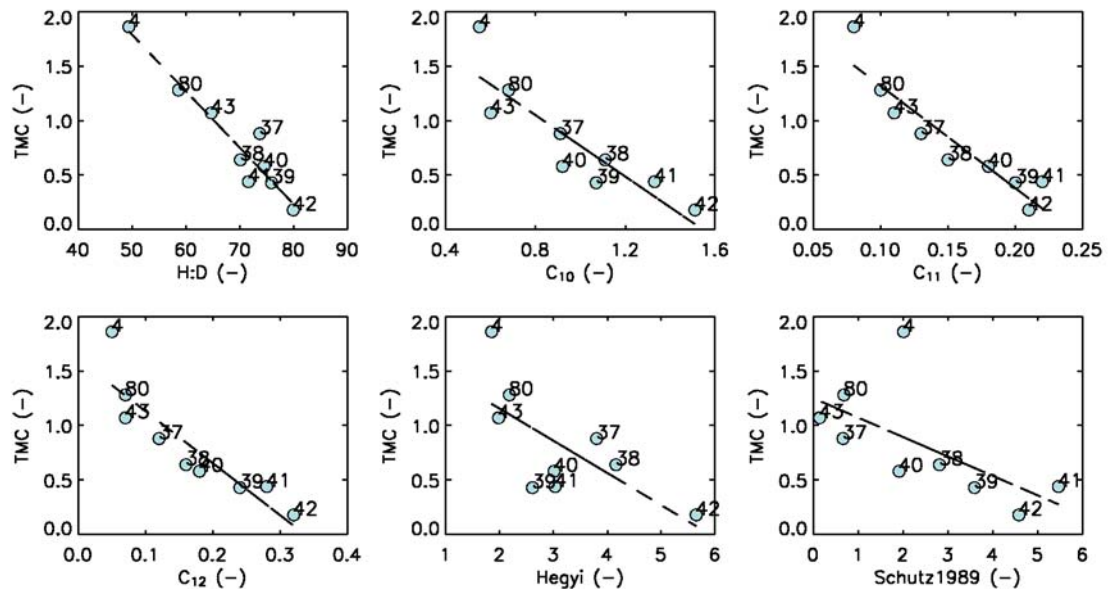 2.0 4 2.0 4 2.0 4
1.5 1.5 1.5
80 80 80
43 43 43
1.0 37 1.0 37 1.0 37
38 40 40 38 38 40
0.5 41 39 0.5 39 41 0.5 39 41
42 42 42
0.0 0.0 0.0
TMC (–) TMC (–) TMC (–)
40 50 60 70 80 90 0.4 0.8 1.2 1.6 0.05 0.10 0.15 0.20 0.25
H:D (–) C₁₀ (–) C₁₁ (–)
2.0 4 2.0 4 2.0 4
1.5 1.5 1.5
80 80 80
43 43 43
1.0 37 1.0 37 1.0 37
38 40 40 38 40 38
0.5 39 41 0.5 39 41 0.5 39 41
42 42 42
0.0 0.0 0.0
TMC (–) TMC (–) TMC (–)
0.0 0.1 0.2 0.3 0.4 1 2 3 4 5 6 0 1 2 3 4 5 6
C₁₂ (–) Hegyi (–) Schutz1989 (–)